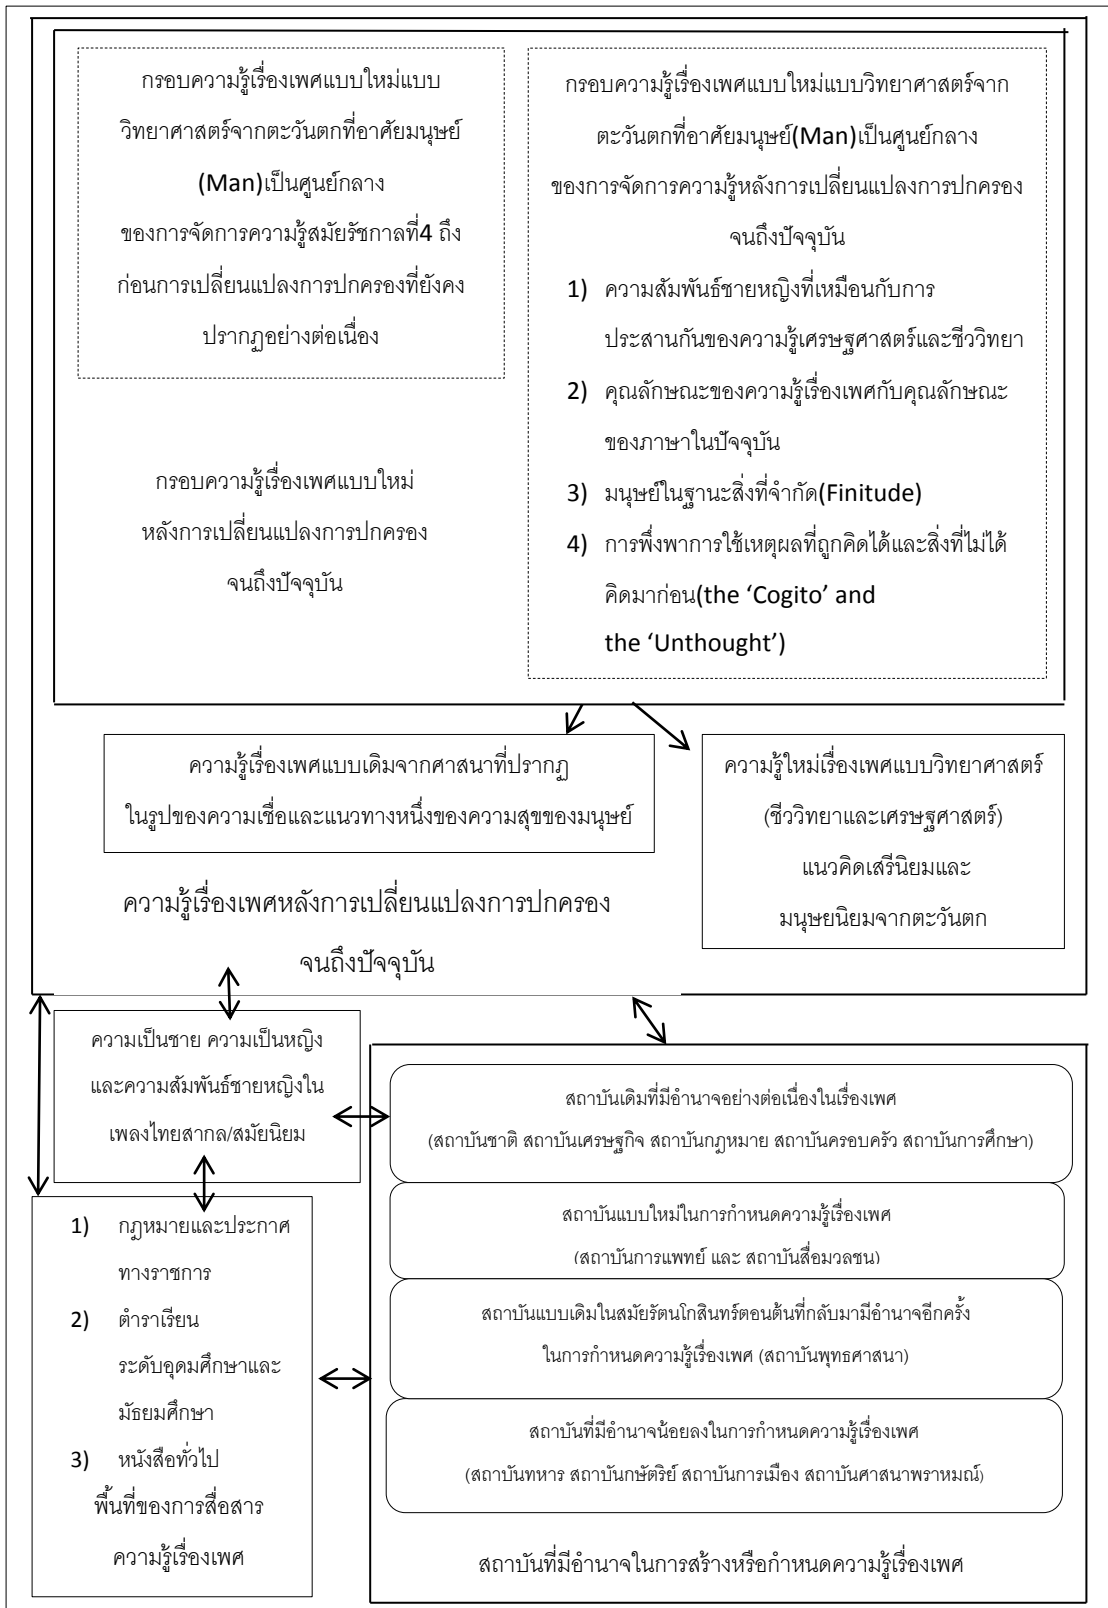 กรอบความรู้เรื่องเพศแบบใหม่แบบ
วิทยาศาสตร์จากตะวันตกที่อาศัยมนุษย์
(Man)เป็นศูนย์กลาง
ของการจัดการความรู้สมัยรัชกาลที่4 ถึง
ก่อนการเปลี่ยนแปลงการปกครองที่ยังคง
ปรากฏอย่างต่อเนื่อง
กรอบความรู้เรื่องเพศแบบใหม่
หลังการเปลี่ยนแปลงการปกครอง
จนถึงปัจจุบัน
กรอบความรู้เรื่องเพศแบบใหม่แบบวิทยาศาสตร์จาก
ตะวันตกที่อาศัยมนุษย์(Man)เป็นศูนย์กลาง
ของการจัดการความรู้หลังการเปลี่ยนแปลงการปกครอง
จนถึงปัจจุบัน
1) ความสัมพันธ์ชายหญิงที่เหมือนกับการ
ประสานกันของความรู้เศรษฐศาสตร์และชีววิทยา
2) คุณลักษณะของความรู้เรื่องเพศกับคุณลักษณะ
ของภาษาในปัจจุบัน
3) มนุษย์ในฐานะสิ่งที่จำกัด(Finitude)
4) การพึ่งพาการใช้เหตุผลที่ถูกคิดได้และสิ่งที่ไม่ได้
คิดมาก่อน(the ‘Cogito’ and
the ‘Unthought’)
ความรู้เรื่องเพศแบบเดิมจากศาสนาที่ปรากฏ
ในรูปของความเชื่อและแนวทางหนึ่งของความสุขของมนุษย์
ความรู้ใหม่เรื่องเพศแบบวิทยาศาสตร์
(ชีววิทยาและเศรษฐศาสตร์)
แนวคิดเสรีนิยมและ
มนุษยนิยมจากตะวันตก
ความรู้เรื่องเพศหลังการเปลี่ยนแปลงการปกครอง
จนถึงปัจจุบัน
ความเป็นชาย ความเป็นหญิง
และความสัมพันธ์ชายหญิงใน
เพลงไทยสากล/สมัยนิยม
1) กฎหมายและประกาศ
ทางราชการ
2) ตำราเรียน
ระดับอุดมศึกษาและ
มัธยมศึกษา
3) หนังสือทั่วไป
พื้นที่ของการสื่อสาร
ความรู้เรื่องเพศ
สถาบันเดิมที่มีอำนาจอย่างต่อเนื่องในเรื่องเพศ
(สถาบันชาติ สถาบันเศรษฐกิจ สถาบันกฎหมาย สถาบันครอบครัว สถาบันการศึกษา)
สถาบันแบบใหม่ในการกำหนดความรู้เรื่องเพศ
(สถาบันการแพทย์ และ สถาบันสื่อมวลชน)
สถาบันแบบเดิมในสมัยรัตนโกสินทร์ตอนต้นที่กลับมามีอำนาจอีกครั้ง
ในการกำหนดความรู้เรื่องเพศ (สถาบันพุทธศาสนา)
สถาบันที่มีอำนาจน้อยลงในการกำหนดความรู้เรื่องเพศ
(สถาบันทหาร สถาบันกษัตริย์ สถาบันการเมือง สถาบันศาสนาพราหมณ์)
สถาบันที่มีอำนาจในการสร้างหรือกำหนดความรู้เรื่องเพศ